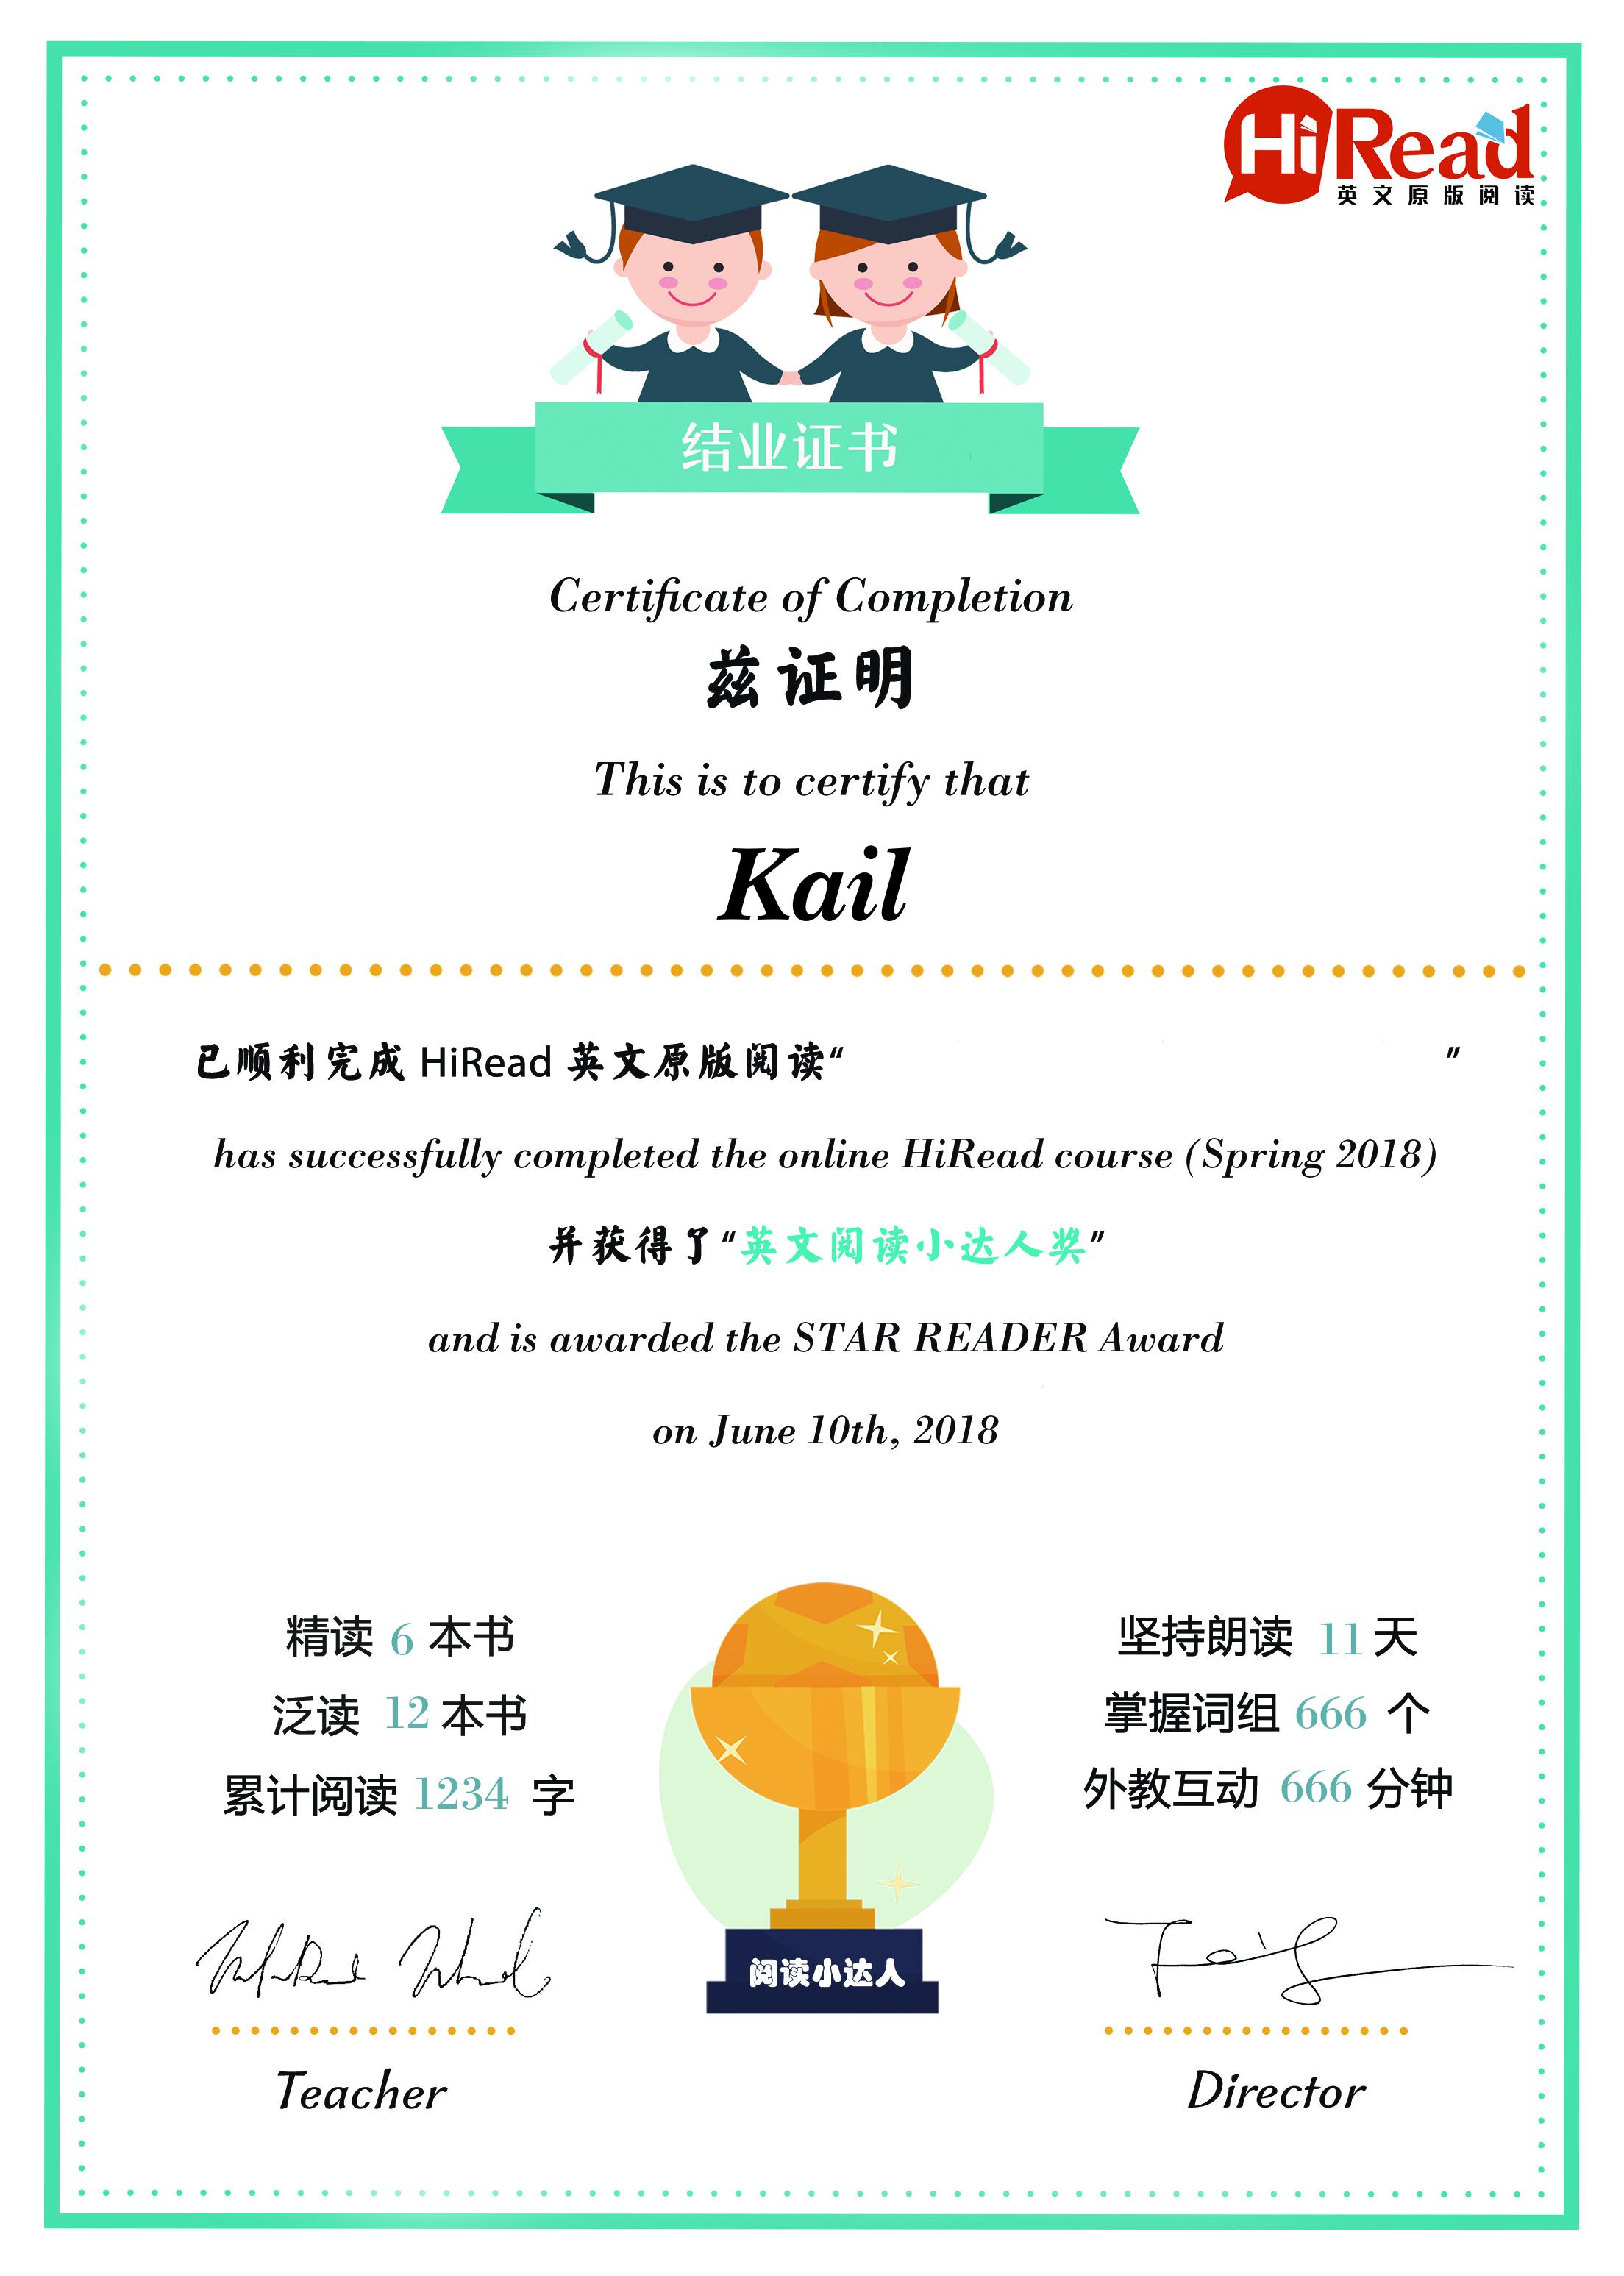 HiRead
英文原版阅读
结业证书
Certificate of Completion
兹证明
This is to certify that
Kail
已顺利完成 HiRead 英文原版阅读“ ”
has successfully completed the online HiRead course (Spring 2018)
并获得了“英文阅读小达人奖”
and is awarded the STAR READER Award
on June 10th, 2018
精读 6 本书
泛读 12 本书
累计阅读 1234 字
坚持朗读 11 天
掌握词组 666 个
外教互动 666 分钟
阅读小达人
Teacher
Director